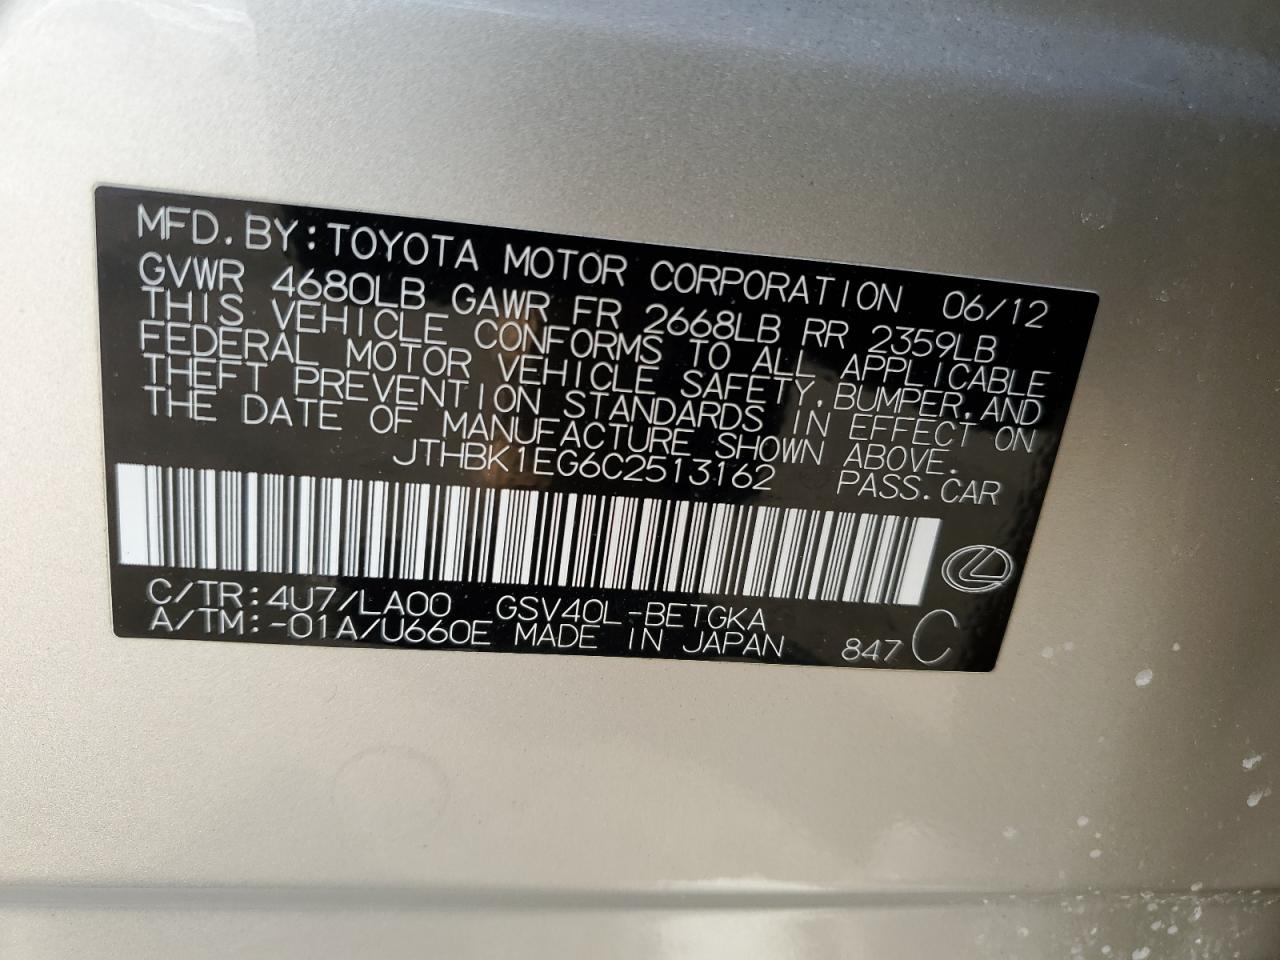 MFD. BY: TOYOTA MOTOR CORPORATION 06/12
GVWR 4680LB GAWR FR 2668LB RR 2359LB
THIS VEHICLE CONFORMS TO ALL APPLICABLE
FEDERAL MOTOR VEHICLE SAFETY, BUMPER, AND
THEFT PREVENTION STANDARDS IN EFFECT ON
THE DATE OF MANUFACTURE SHOWN ABOVE.
JTHBK1EG6C2513162 PASS. CAR
C/TR: 4U7/LA00 GSV40L-BETGKA
A/TM: -01A/U660E MADE IN JAPAN 847 C